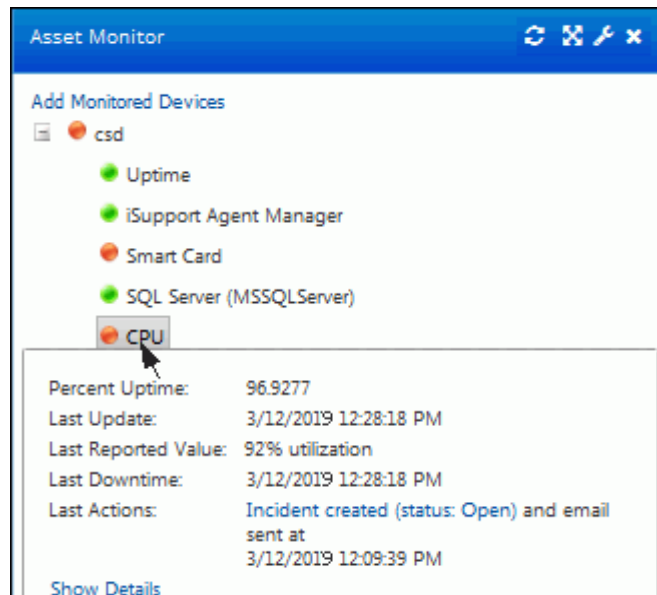 Asset Monitor
Add Monitored Devices
csd
Uptime
iSupport Agent Manager
Smart Card
SQL Server (MSSQLServer)
CPU
Percent Uptime: 96.9277
Last Update: 3/12/2019 12:28:18 PM
Last Reported Value: 92% utilization
Last Downtime: 3/12/2019 12:28:18 PM
Last Actions: Incident created (status: Open) and email
sent at
3/12/2019 12:09:39 PM
Show Details